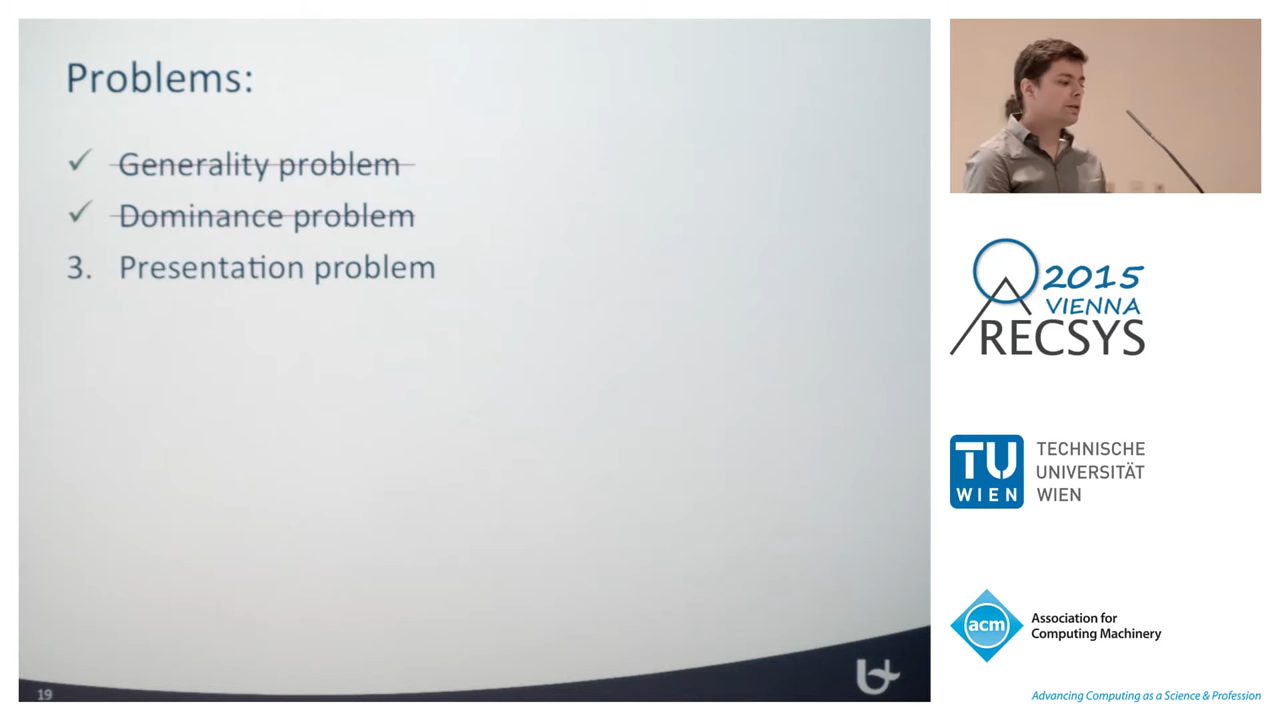 Problems:
✓ Generality problem
✓ Dominance problem
3. Presentation problem
19
2015
VIENNA
RECSYS
TU
WIEN
TECHNISCHE
UNIVERSITÄT
WIEN
acm
Association for
Computing Machinery
Advancing Computing as a Science & Profession